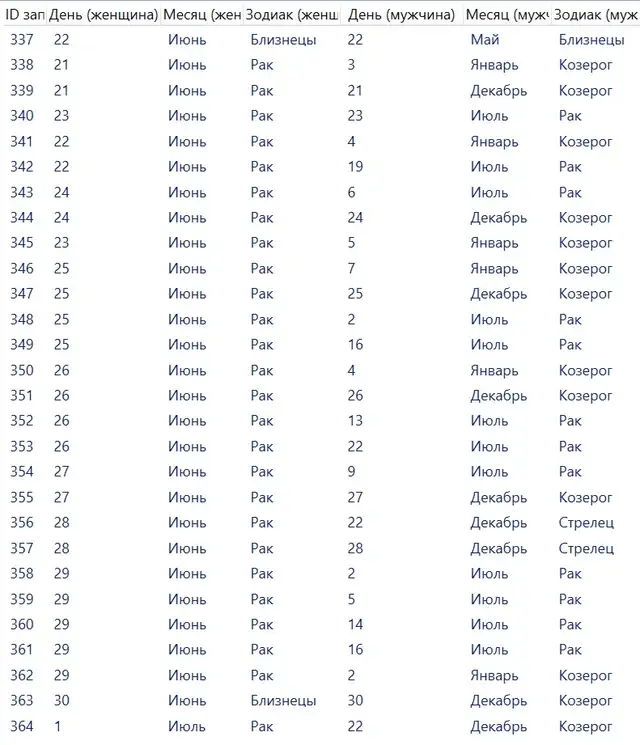 ID зап День (женщина) Месяц (жен Зодиак (женщ День (мужчина) Месяц (мужч Зодиак (муж
337 22 Июнь Близнецы 22 Май Близнецы
338 21 Июнь Рак 3 Январь Козерог
339 21 Июнь Рак 21 Декабрь Козерог
340 23 Июнь Рак 23 Июль Рак
341 22 Июнь Рак 4 Январь Козерог
342 22 Июнь Рак 19 Июль Рак
343 24 Июнь Рак 6 Июль Рак
344 24 Июнь Рак 24 Декабрь Козерог
345 23 Июнь Рак 5 Январь Козерог
346 25 Июнь Рак 7 Январь Козерог
347 25 Июнь Рак 25 Декабрь Козерог
348 25 Июнь Рак 2 Июль Рак
349 25 Июнь Рак 16 Июль Рак
350 26 Июнь Рак 4 Январь Козерог
351 26 Июнь Рак 26 Декабрь Козерог
352 26 Июнь Рак 13 Июль Рак
353 26 Июнь Рак 22 Июль Рак
354 27 Июнь Рак 9 Июль Рак
355 27 Июнь Рак 27 Декабрь Козерог
356 28 Июнь Рак 22 Декабрь Стрелец
357 28 Июнь Рак 28 Декабрь Стрелец
358 29 Июнь Рак 2 Июль Рак
359 29 Июнь Рак 5 Июль Рак
360 29 Июнь Рак 14 Июль Рак
361 29 Июнь Рак 16 Июль Рак
362 29 Июнь Рак 2 Январь Козерог
363 30 Июнь Близнецы 30 Декабрь Козерог
364 1 Июль Рак 22 Декабрь Козерог